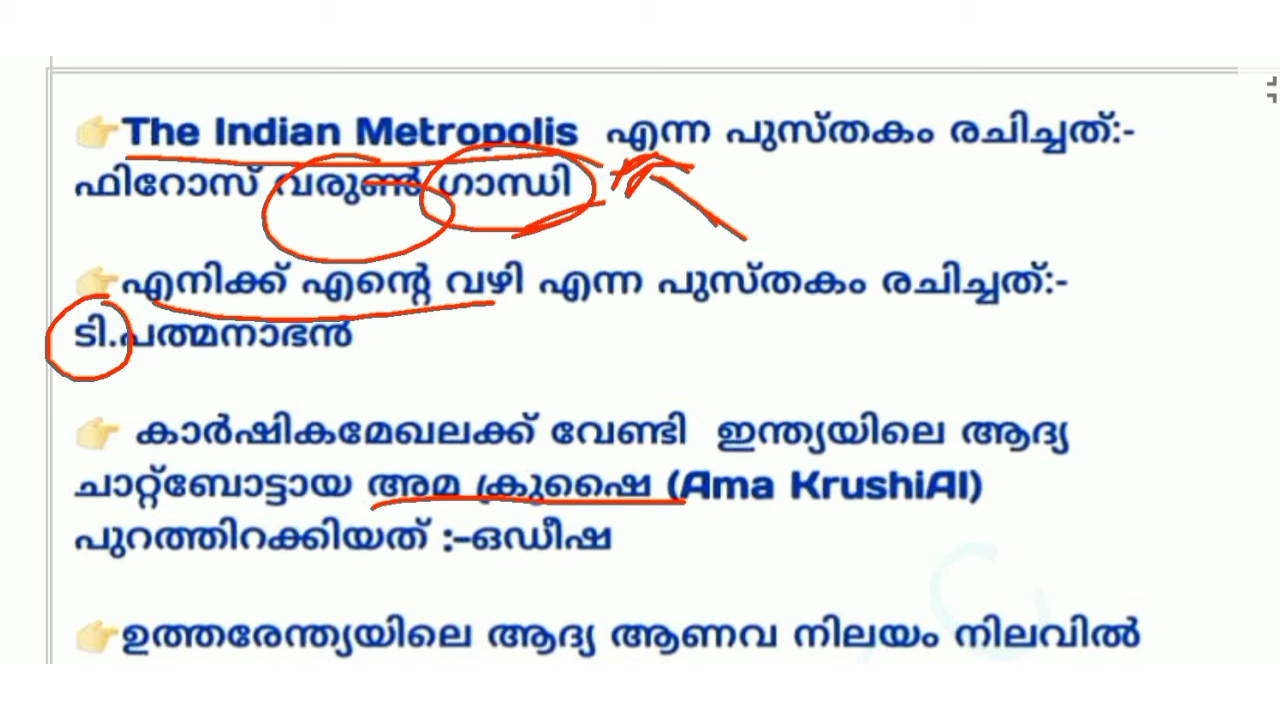 👉The Indian Metropolis എന്ന പുസ്തകം രചിച്ചത്:-
ഫിറോസ് വരുൺ ഗാന്ധി
👉എനിക്ക് എന്റെ വഴി എന്ന പുസ്തകം രചിച്ചത്:-
ടി.പത്മനാഭൻ
👉 കാർഷികമേഖലക്ക് വേണ്ടി ഇന്ത്യയിലെ ആദ്യ
ചാറ്റ്ബോട്ടായ അമ ക്രുഷൈ (Ama KrushiAI)
പുറത്തിറക്കിയത് :-ഒഡീഷ
👉ഉത്തരേന്ത്യയിലെ ആദ്യ ആണവ നിലയം നിലവിൽ